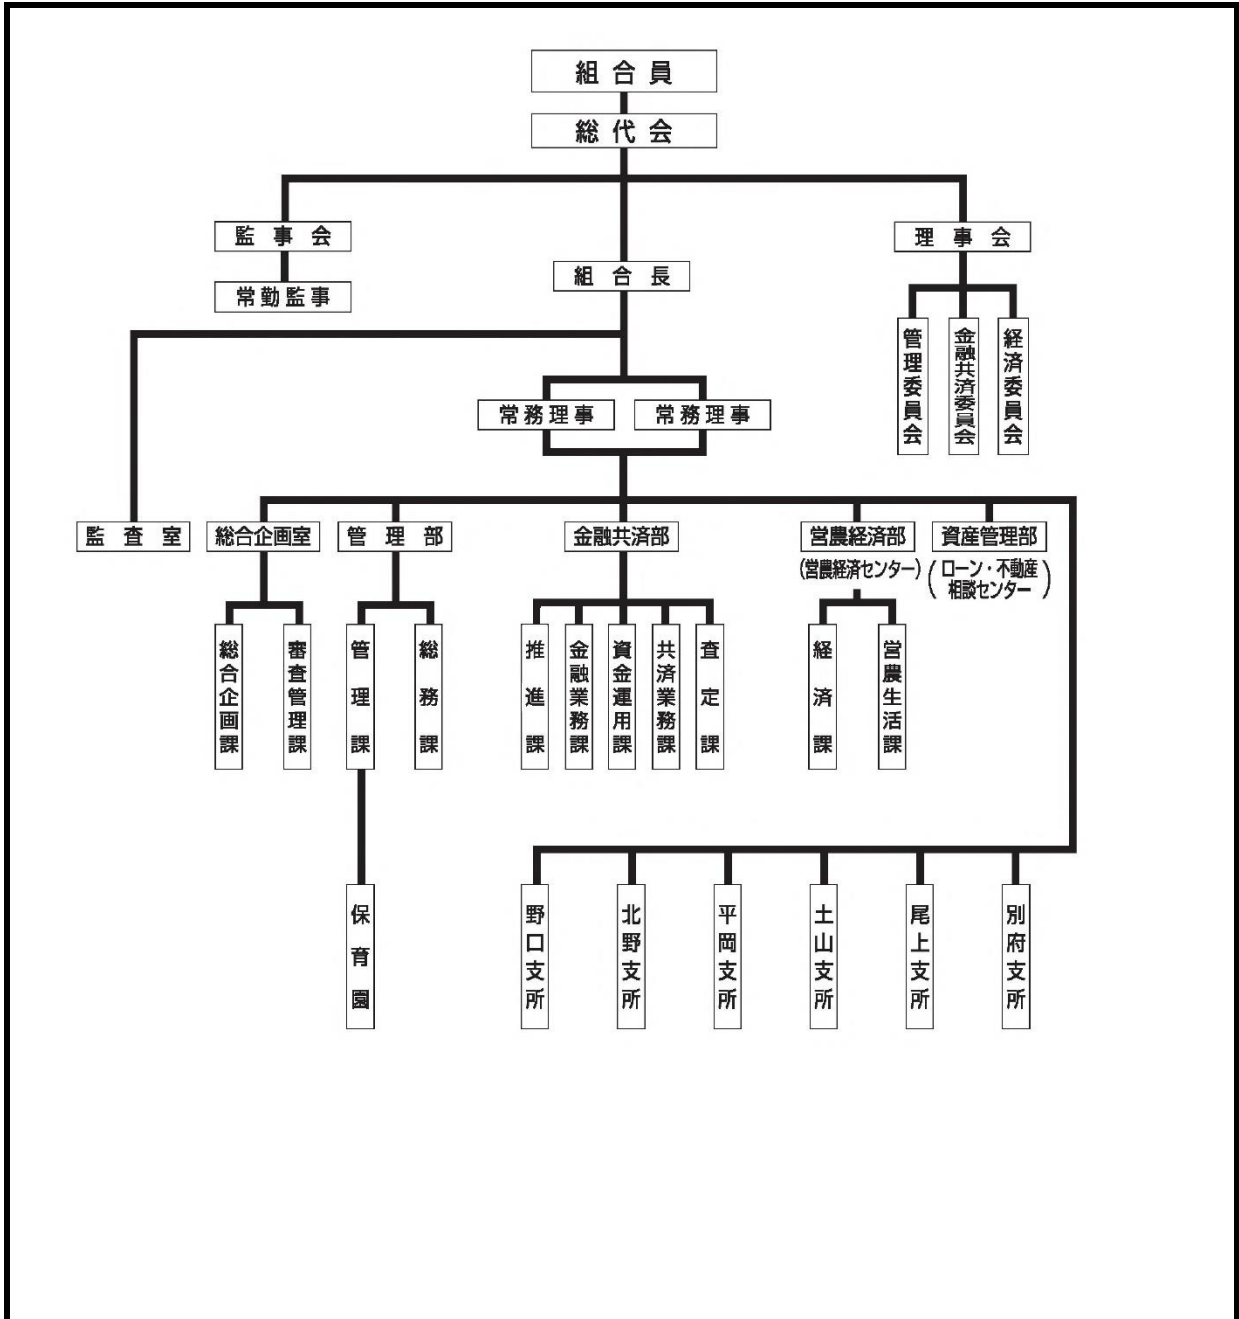 組合員
総代会
監事会
理事会
組合長
常勤監事
管理委員会
金融共済委員会
経済委員会
常務理事
常務理事
監査室
総合企画室
管理部
金融共済部
営農経済部
資産管理部
(営農経済センター)
(ローン・不動産
相談センター)
総合企画課
審査管理課
管理課
総務課
推進課
金融業務課
資金運用課
共済業務課
査定課
経済課
営農生活課
保育園
野口支所
北野支所
平岡支所
土山支所
尾上支所
別府支所